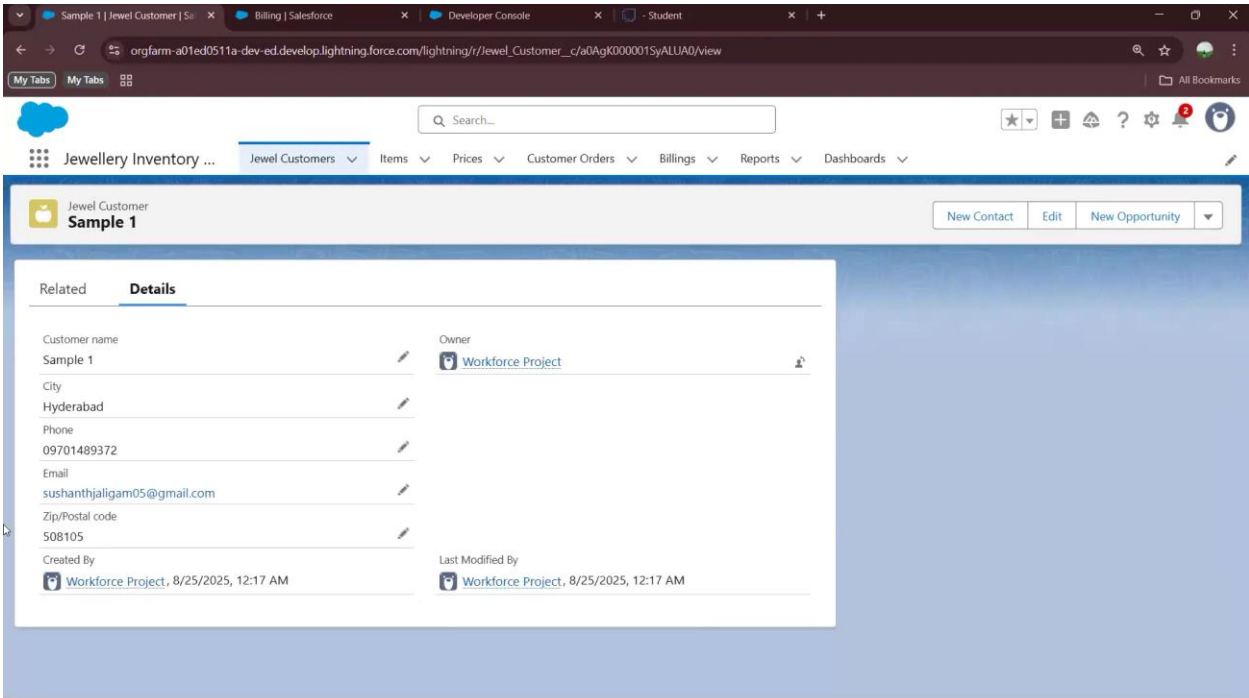 Sample 1 | Jewel Customer | Sa Billing | Salesforce Developer Console - Student
orgfarm-a01ed0511a-dev-ed.develop.lightning.force.com/lightning/r/Jewel_Customer__c/a0AgK000001SyALUA0/view
My Tabs My Tabs All Bookmarks
Search...
2
Jewellery Inventory ... Jewel Customers Items Prices Customer Orders Billings Reports Dashboards
Jewel Customer
Sample 1
New Contact Edit New Opportunity
Related Details
Customer name Owner
Sample 1 Workforce Project
City
Hyderabad
Phone
09701489372
Email
sushanthjaligam05@gmail.com
Zip/Postal code
508105
Created By Last Modified By
Workforce Project, 8/25/2025, 12:17 AM Workforce Project, 8/25/2025, 12:17 AM